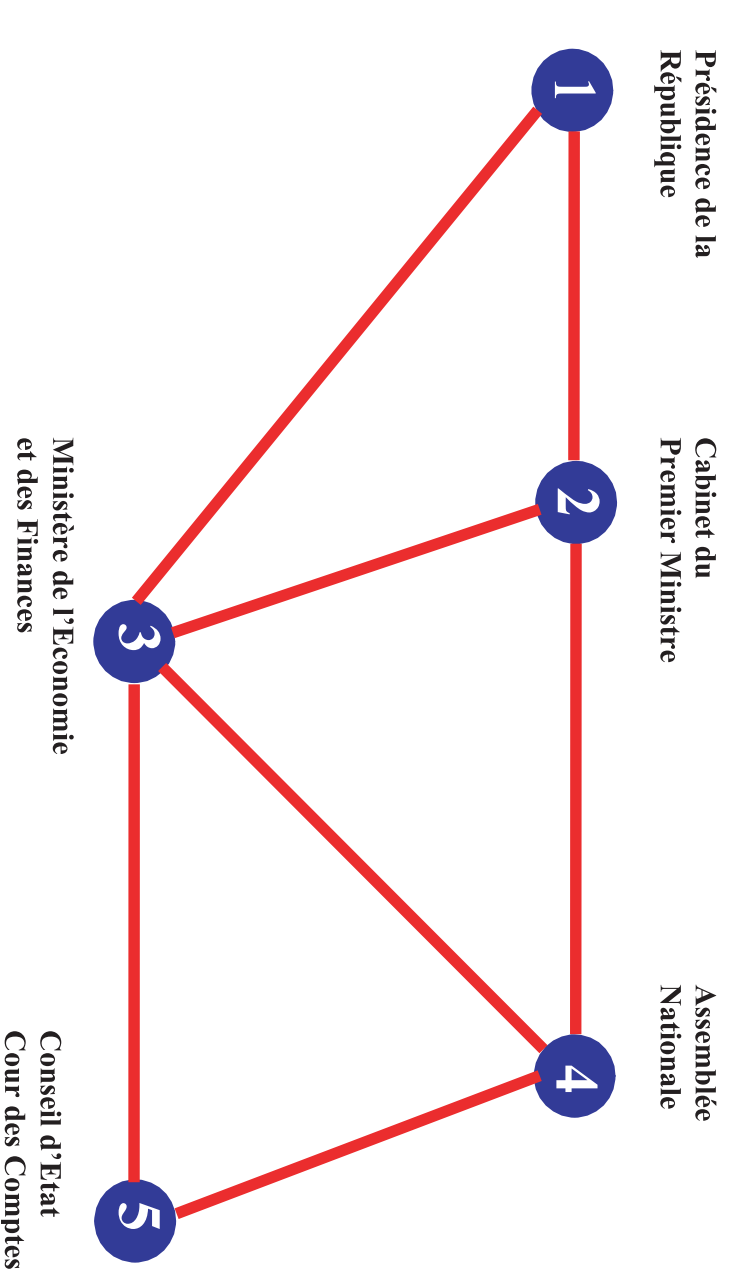 Présidence de la
République
Cabinet du
Premier Ministre
Assemblée
Nationale
1
2
4
3
5
Ministère de l'Economie
et des Finances
Conseil d'Etat
Cour des Comptes